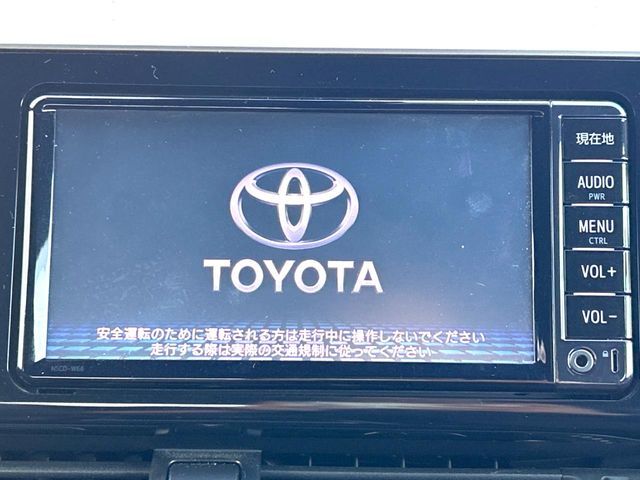 現在地
AUDIO
PWR
MENU
CTRL
VOL+
VOL-
TOYOTA
安全運転のために運転される方は走行中に操作しないでください
走行する際は実際の交通規制に従ってください
NSCD-W66